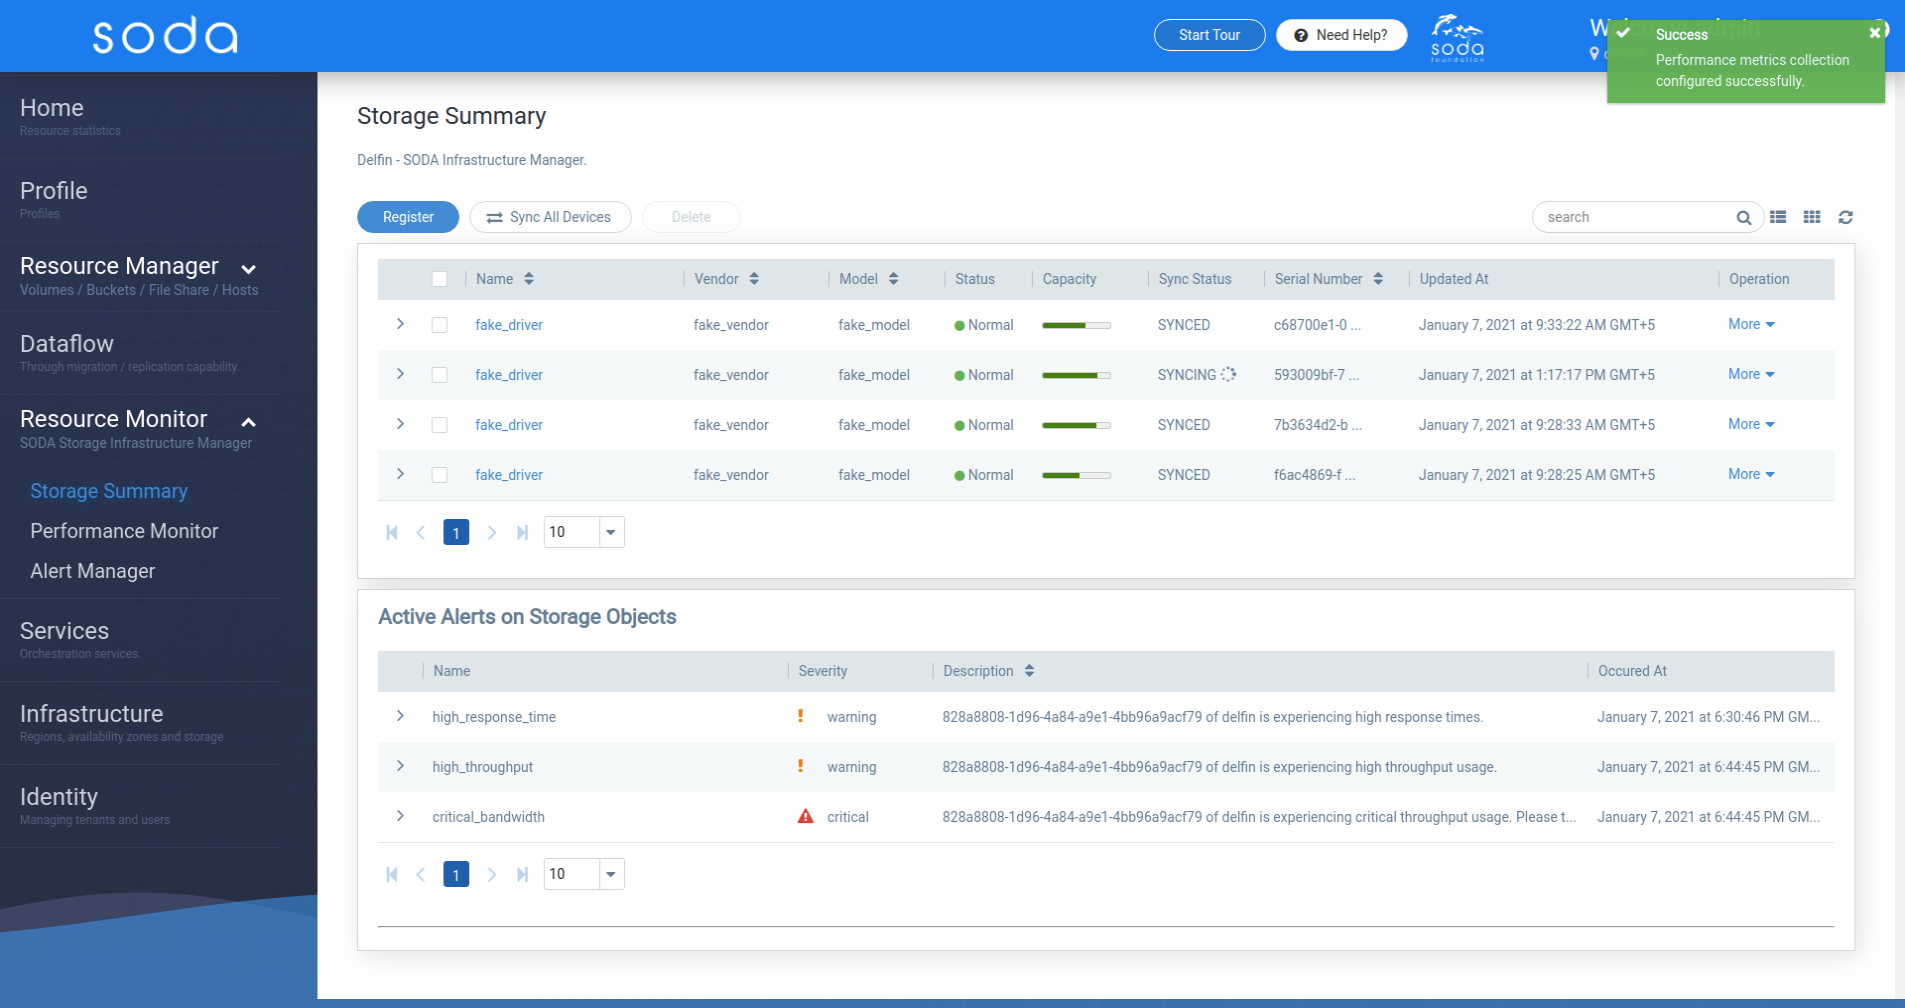 soda
Start Tour
Need Help?
soda
foundation
Success
Performance metrics collection
configured successfully.
Home
Resource statistics
Profile
Profiles
Resource Manager
Volumes / Buckets / File Share / Hosts
Dataflow
Through migration / replication capability.
Resource Monitor
SODA Storage Infrastructure Manager
Storage Summary
Performance Monitor
Alert Manager
Services
Orchestration services.
Infrastructure
Regions, availability zones and storage
Identity
Managing tenants and users
Storage Summary
Delfin - SODA Infrastructure Manager.
Register
Sync All Devices
Delete
search
Name Vendor Model Status Capacity Sync Status Serial Number Updated At Operation
fake_driver fake_vendor fake_model Normal SYNCED c68700e1-0 ... January 7, 2021 at 9:33:22 AM GMT+5 More
fake_driver fake_vendor fake_model Normal SYNCING 593009bf-7 ... January 7, 2021 at 1:17:17 PM GMT+5 More
fake_driver fake_vendor fake_model Normal SYNCED 7b3634d2-b ... January 7, 2021 at 9:28:33 AM GMT+5 More
fake_driver fake_vendor fake_model Normal SYNCED f6ac4869-f ... January 7, 2021 at 9:28:25 AM GMT+5 More
1 10
Active Alerts on Storage Objects
Name Severity Description Occured At
high_response_time warning 828a8808-1d96-4a84-a9e1-4bb96a9acf79 of delfin is experiencing high response times. January 7, 2021 at 6:30:46 PM GM...
high_throughput warning 828a8808-1d96-4a84-a9e1-4bb96a9acf79 of delfin is experiencing high throughput usage. January 7, 2021 at 6:44:45 PM GM...
critical_bandwidth critical 828a8808-1d96-4a84-a9e1-4bb96a9acf79 of delfin is experiencing critical throughput usage. Please t... January 7, 2021 at 6:44:45 PM GM...
1 10